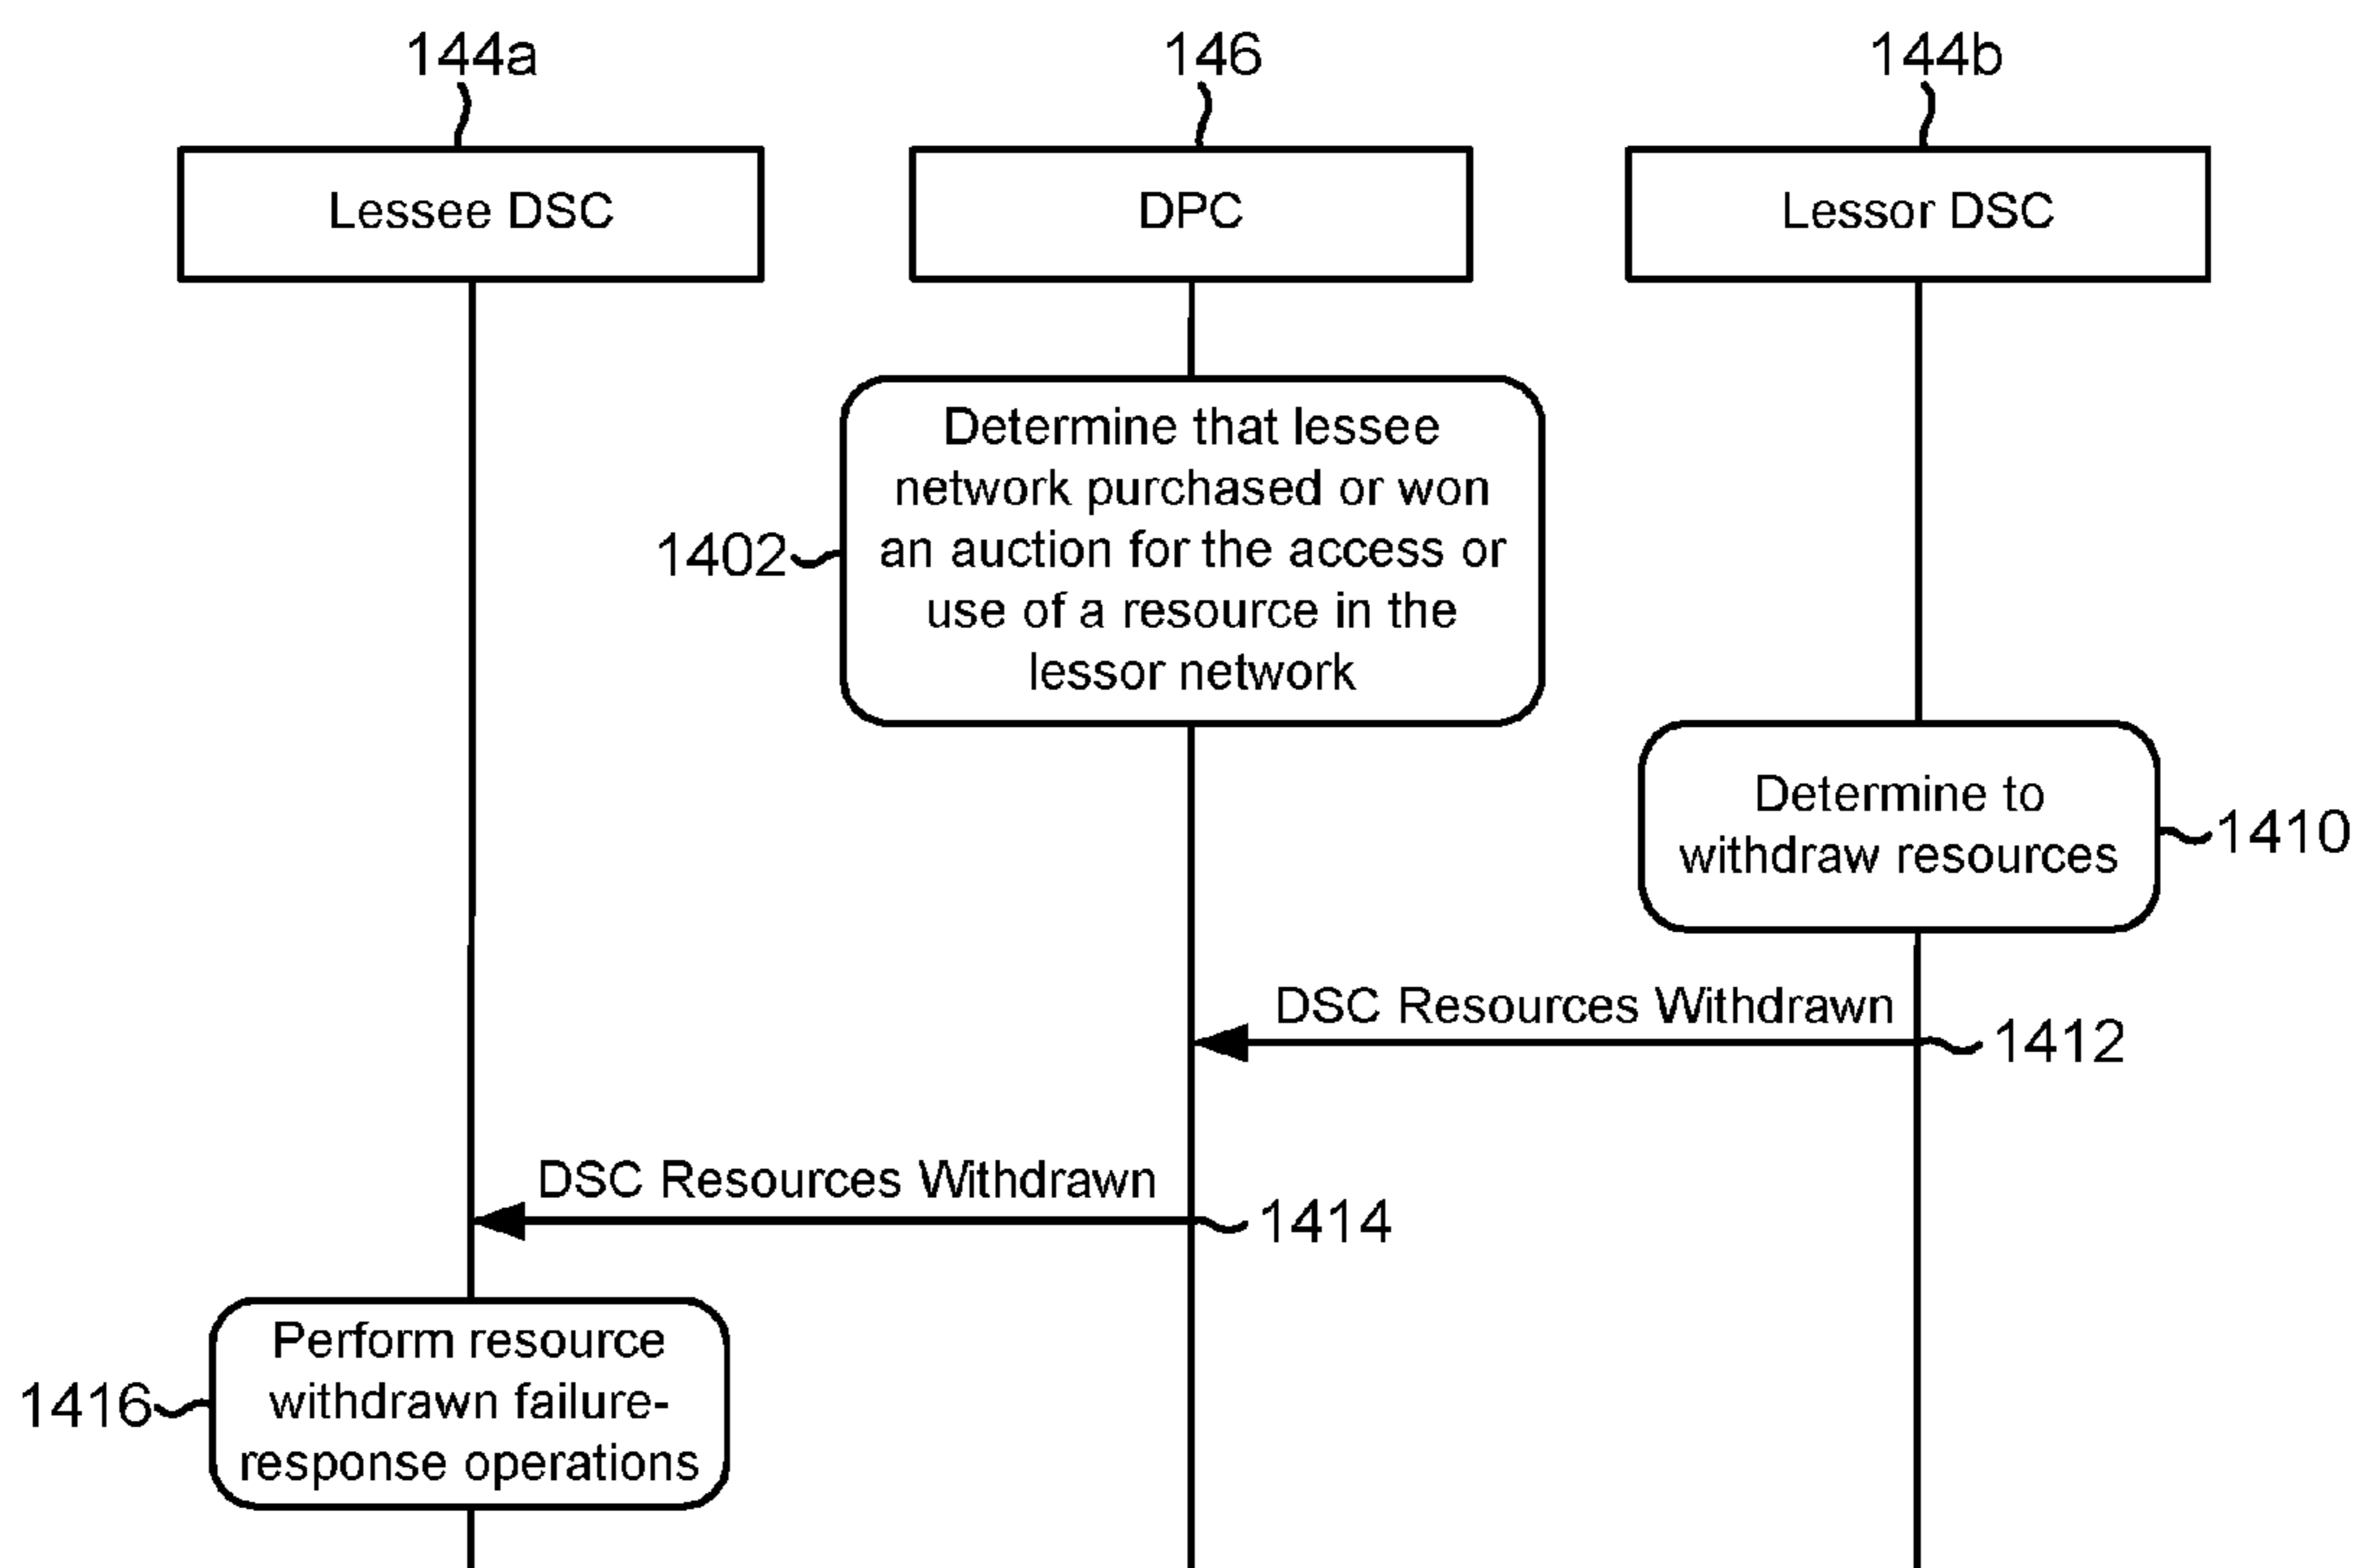 144a
146
144b
Lessee DSC
DPC
Lessor DSC
Determine that lessee
network purchased or won
an auction for the access or
use of a resource in the
lessor network
1402
Determine to
withdraw resources
1410
DSC Resources Withdrawn
1412
DSC Resources Withdrawn
1414
Perform resource
withdrawn failure-
response operations
1416